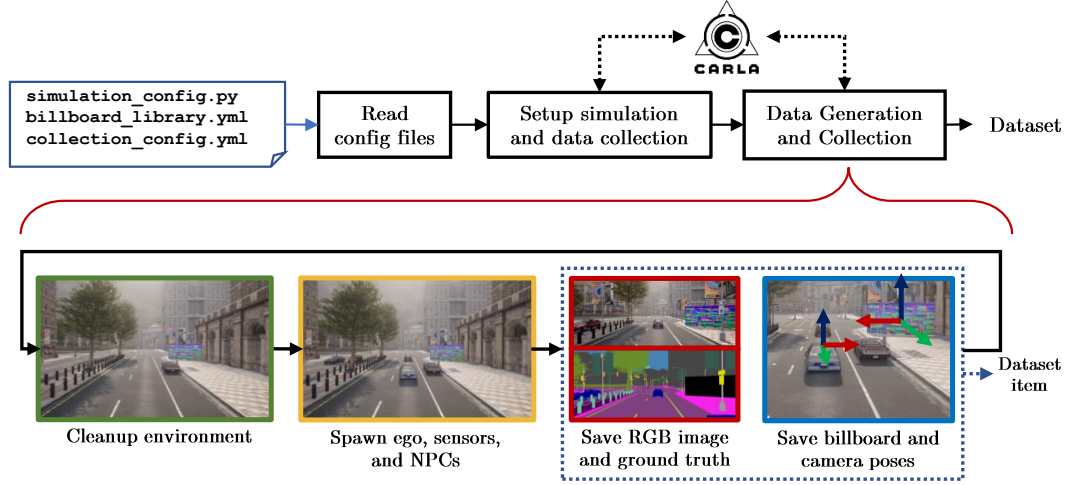 CARLA
simulation_config.py
billboard_library.yml
collection_config.yml
Read
config files
Setup simulation
and data collection
Data Generation
and Collection
Dataset
Cleanup environment
Spawn ego, sensors,
and NPCs
Save RGB image
and ground truth
Save billboard and
camera poses
Dataset
item